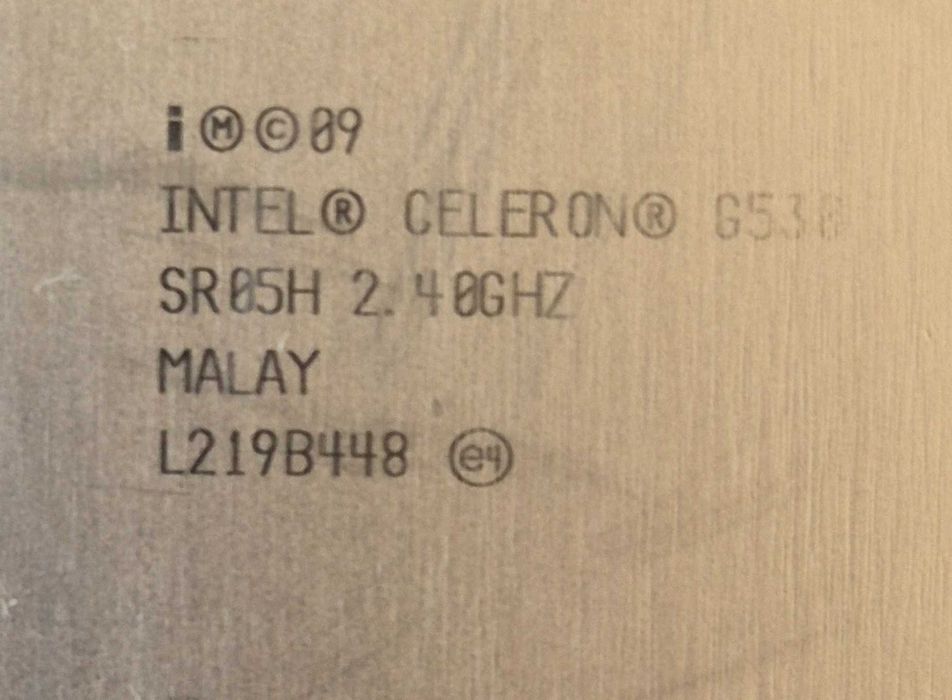 i Ⓜ © 09
INTEL® CELERON® G530
SR05H 2.40GHZ
MALAY
L219B448 e4